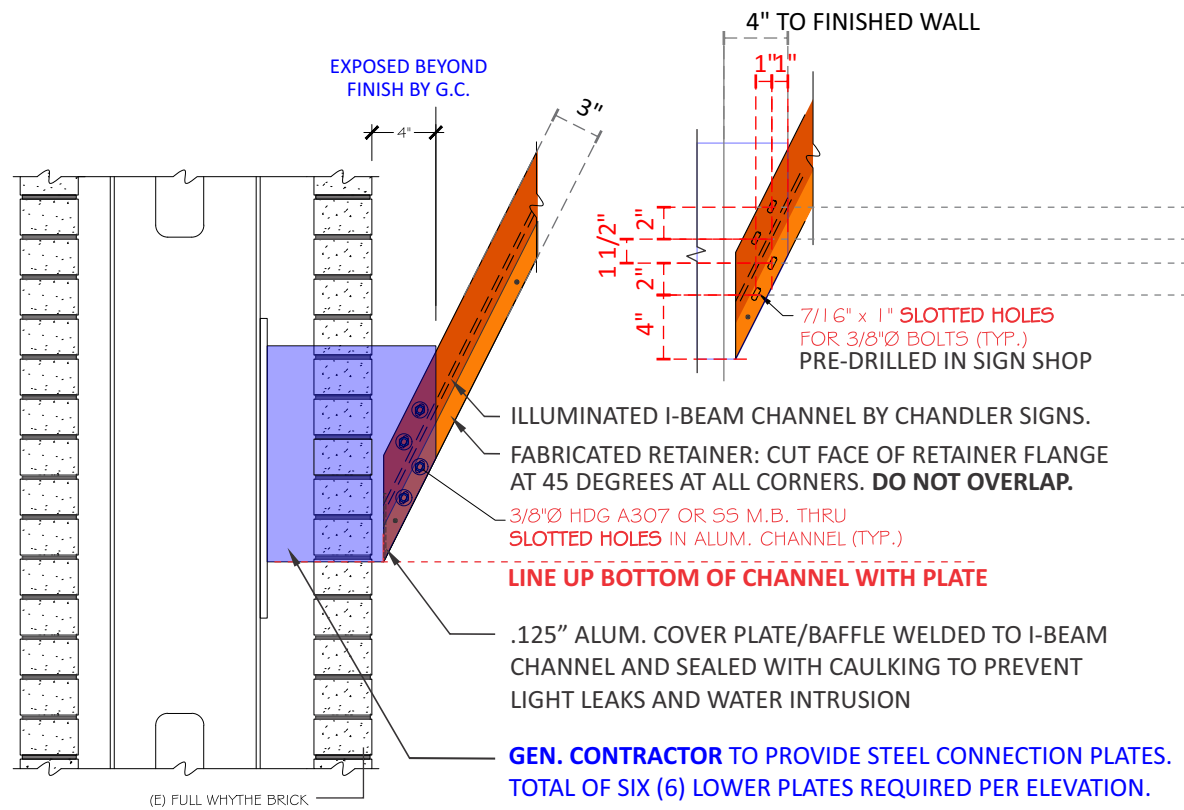 4" TO FINISHED WALL
EXPOSED BEYOND
FINISH BY G.C.
4"
3"
1" 1"
2"
1 1/2"
2"
4"
7/16" x 1" SLOTTED HOLES
FOR 3/8"Ø BOLTS (TYP.)
PRE-DRILLED IN SIGN SHOP
ILLUMINATED I-BEAM CHANNEL BY CHANDLER SIGNS.
FABRICATED RETAINER: CUT FACE OF RETAINER FLANGE
AT 45 DEGREES AT ALL CORNERS. DO NOT OVERLAP.
3/8"Ø HDG A307 OR SS M.B. THRU
SLOTTED HOLES IN ALUM. CHANNEL (TYP.)
LINE UP BOTTOM OF CHANNEL WITH PLATE
.125” ALUM. COVER PLATE/BAFFLE WELDED TO I-BEAM
CHANNEL AND SEALED WITH CAULKING TO PREVENT
LIGHT LEAKS AND WATER INTRUSION
GEN. CONTRACTOR TO PROVIDE STEEL CONNECTION PLATES.
TOTAL OF SIX (6) LOWER PLATES REQUIRED PER ELEVATION.
(E) FULL WHYTHE BRICK